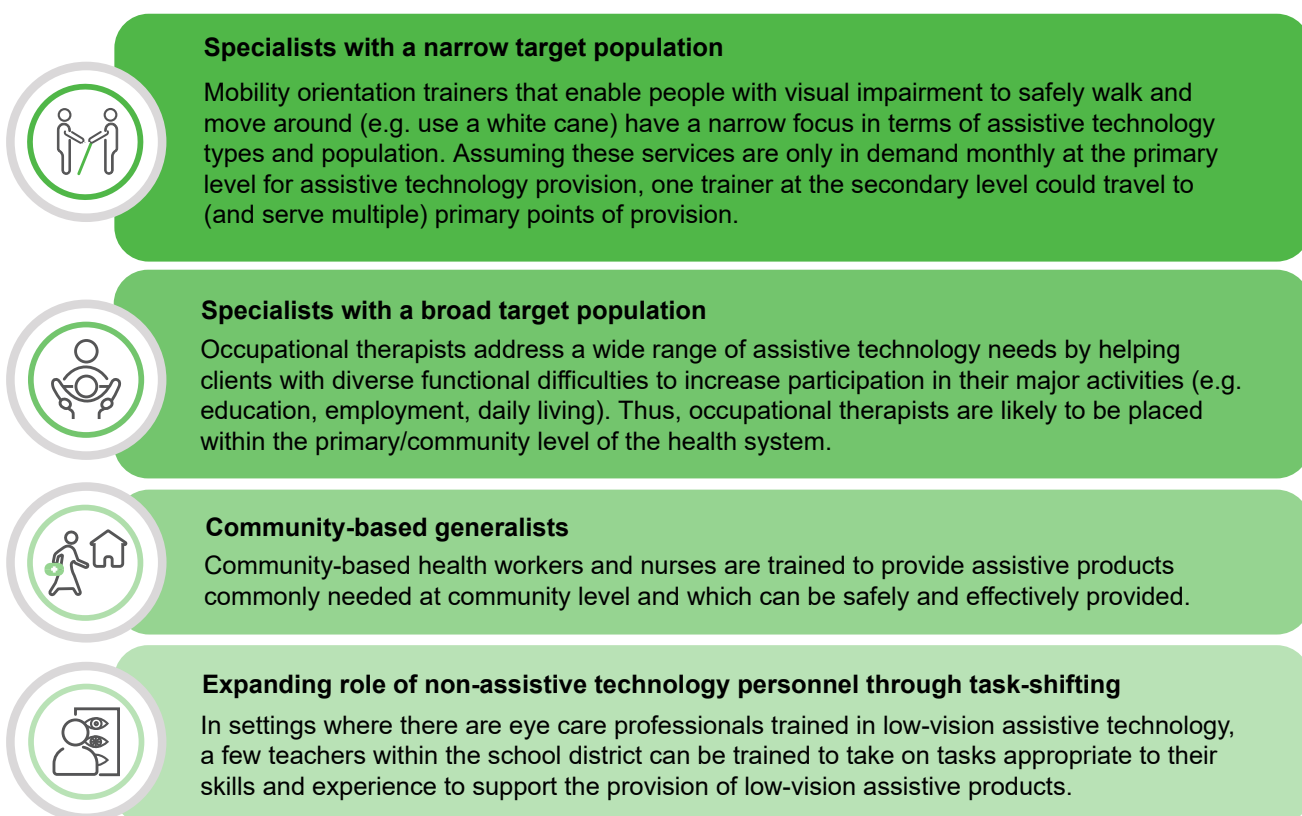 Specialists with a narrow target population
Mobility orientation trainers that enable people with visual impairment to safely walk and
move around (e.g. use a white cane) have a narrow focus in terms of assistive technology
types and population. Assuming these services are only in demand monthly at the primary
level for assistive technology provision, one trainer at the secondary level could travel to
(and serve multiple) primary points of provision.
Specialists with a broad target population
Occupational therapists address a wide range of assistive technology needs by helping
clients with diverse functional difficulties to increase participation in their major activities (e.g.
education, employment, daily living). Thus, occupational therapists are likely to be placed
within the primary/community level of the health system.
Community-based generalists
Community-based health workers and nurses are trained to provide assistive products
commonly needed at community level and which can be safely and effectively provided.
Expanding role of non-assistive technology personnel through task-shifting
In settings where there are eye care professionals trained in low-vision assistive technology,
a few teachers within the school district can be trained to take on tasks appropriate to their
skills and experience to support the provision of low-vision assistive products.